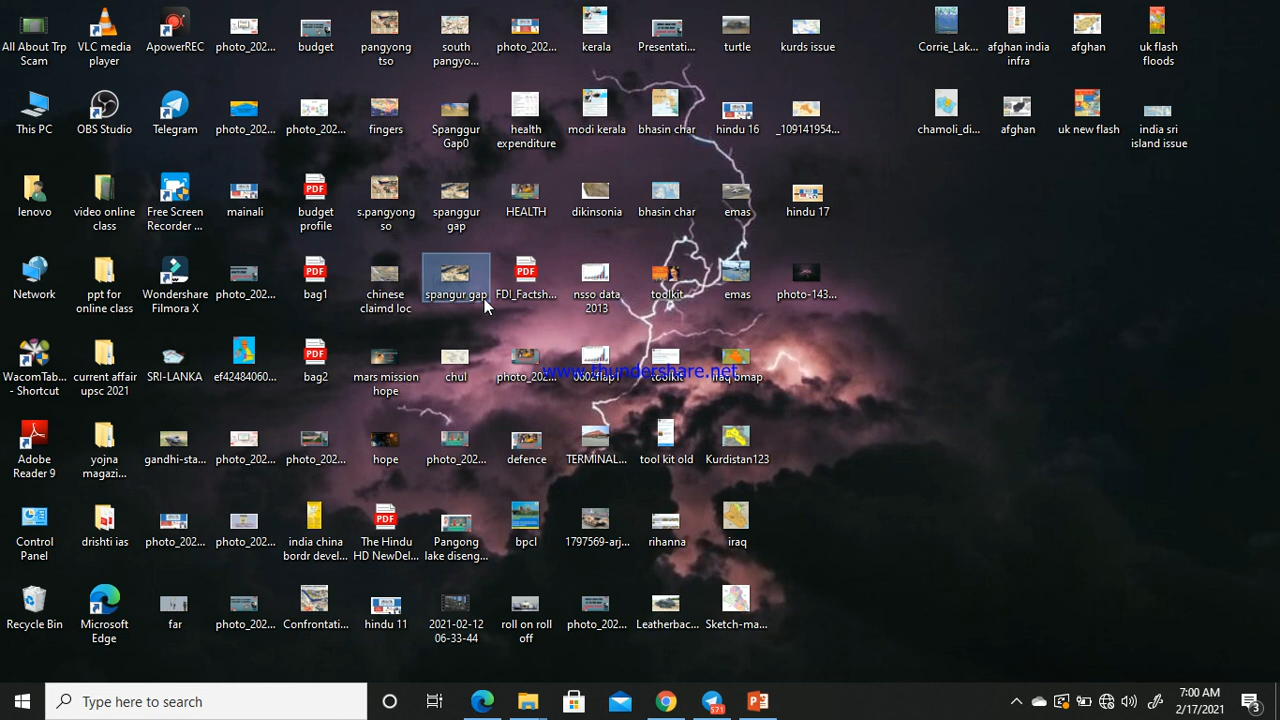 All About Trp
Scam
VLC media
player
ApowerREC
photo_202...
budget
pangyong
tso
south
pangyo...
photo_202...
kerala
Presentati...
turtle
kurds issue
Corrie_Lak...
afghan india
infra
afghan
uk flash
floods
This PC
OBS Studio
Telegram
photo_202...
photo_202...
fingers
Spanggur
Gap0
health
expenditure
modi kerala
bhasin char
hindu 16
_109141954...
chamoli_di...
afghan
uk new flash
india sri
island issue
lenovo
video online
class
Free Screen
Recorder ...
mainali
budget
profile
s.pangyong
so
spanggur
gap
HEALTH
dikinsonia
bhasin char
emas
hindu 17
Network
ppt for
online class
Wondershare
Filmora X
photo_202...
bag1
chinese
claimd loc
spangur gap
FDI_Factsh...
nsso data
2013
toolkit
emas
photo-143...
WacomTab...
- Shortcut
current affair
upsc 2021
SRI-LANKA
ef42484060...
bag2
mars mission
hope
chul
photo_202...
0602flap1
toolkit
iraq bmap
www.thundershare.net
Adobe
Reader 9
yojna
magazi...
gandhi-sta...
photo_202...
photo_202...
hope
photo_202...
defence
TERMINAL...
tool kit old
Kurdistan123
Control
Panel
drishti ias
photo_202...
photo_202...
india china
bordr devel...
The Hindu
HD NewDel...
Pangong
lake diseng...
bpcl
1797569-arj...
rihanna
iraq
Recycle Bin
Microsoft
Edge
far
photo_202...
Confrontati...
hindu 11
2021-02-12
06-33-44
roll on roll
off
photo_202...
Leatherbac...
Sketch-ma...
Type here to search
571
:00 AM
2/17/2021
3